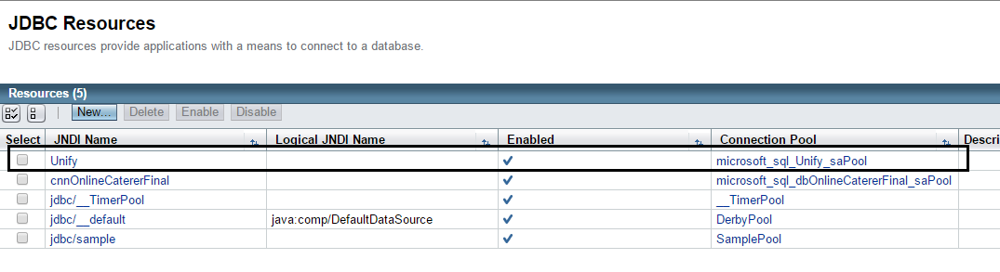 JDBC Resources
JDBC resources provide applications with a means to connect to a database.
Resources (5)
New... Delete Enable Disable
Select JNDI Name Logical JNDI Name Enabled Connection Pool Descri
Unify microsoft_sql_Unify_saPool
cnnOnlineCatererFinal microsoft_sql_dbOnlineCatererFinal_saPool
jdbc/__TimerPool __TimerPool
jdbc/__default java:comp/DefaultDataSource DerbyPool
jdbc/sample SamplePool